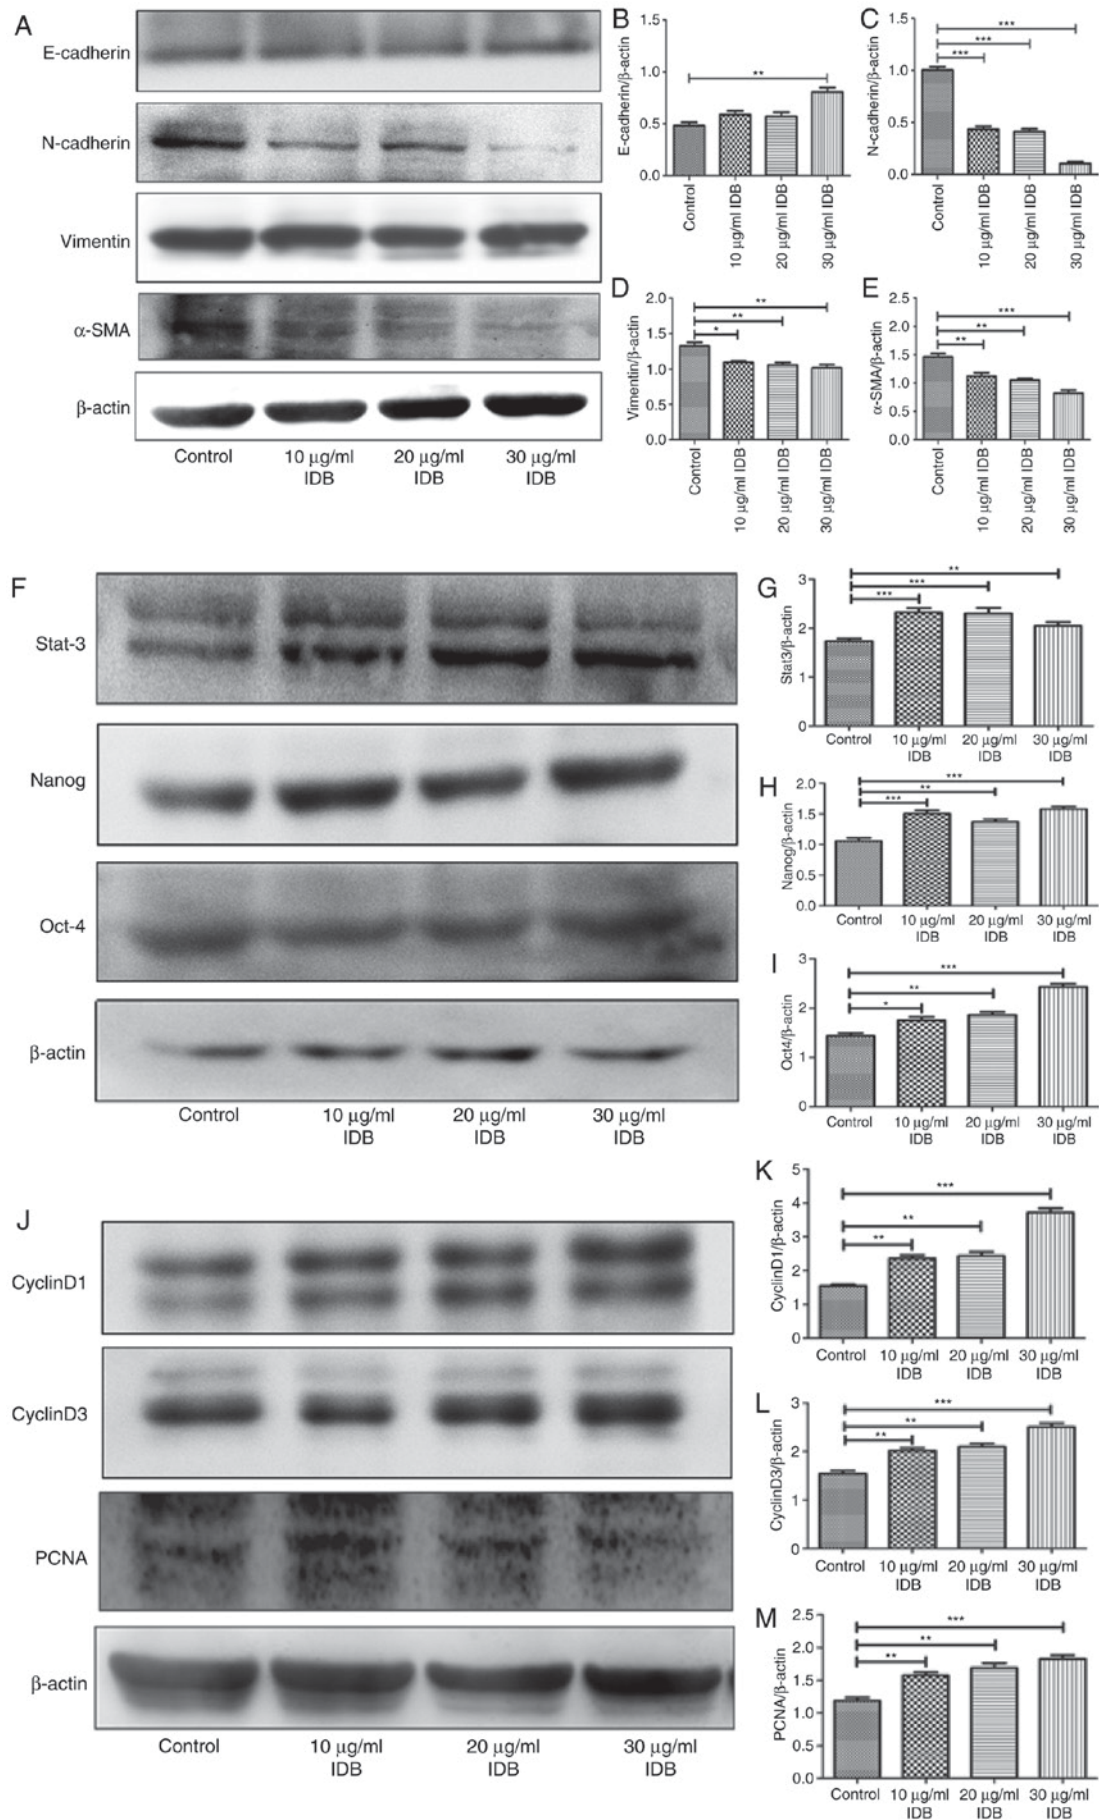 A
E-cadherin
N-cadherin
Vimentin
α-SMA
β-actin
Control
10 μg/ml
IDB
20 μg/ml
IDB
30 μg/ml
IDB
B
E-cadherin/β-actin
1.5
1.0
0.5
0.0
**
Control
10 μg/ml IDB
20 μg/ml IDB
30 μg/ml IDB
C
N-cadherin/β-actin
1.5
1.0
0.5
0.0
***
***
***
Control
10 μg/ml IDB
20 μg/ml IDB
30 μg/ml IDB
D
Vimentin/β-actin
2.0
1.5
1.0
0.5
0.0
**
**
*
Control
10 μg/ml IDB
20 μg/ml IDB
30 μg/ml IDB
E
α-SMA/β-actin
2.5
2.0
1.5
1.0
0.5
0.0
***
**
**
Control
10 μg/ml IDB
20 μg/ml IDB
30 μg/ml IDB
F
Stat-3
Nanog
Oct-4
β-actin
Control
10 μg/ml
IDB
20 μg/ml
IDB
30 μg/ml
IDB
G
Stat3/β-actin
3
2
1
0
**
***
***
Control
10 μg/ml
IDB
20 μg/ml
IDB
30 μg/ml
IDB
H
Nanog/β-actin
2.0
1.5
1.0
0.5
0.0
***
**
***
Control
10 μg/ml
IDB
20 μg/ml
IDB
30 μg/ml
IDB
I
Oct4/β-actin
3
2
1
0
***
**
*
Control
10 μg/ml
IDB
20 μg/ml
IDB
30 μg/ml
IDB
J
CyclinD1
CyclinD3
PCNA
β-actin
Control
10 μg/ml
IDB
20 μg/ml
IDB
30 μg/ml
IDB
K
CyclinD1/β-actin
5
4
3
2
1
0
***
**
**
Control
10 μg/ml
IDB
20 μg/ml
IDB
30 μg/ml
IDB
L
CyclinD3/β-actin
3
2
1
0
***
**
**
Control
10 μg/ml
IDB
20 μg/ml
IDB
30 μg/ml
IDB
M
PCNA/β-actin
2.5
2.0
1.5
1.0
0.5
0.0
***
**
**
Control
10 μg/ml
IDB
20 μg/ml
IDB
30 μg/ml
IDB